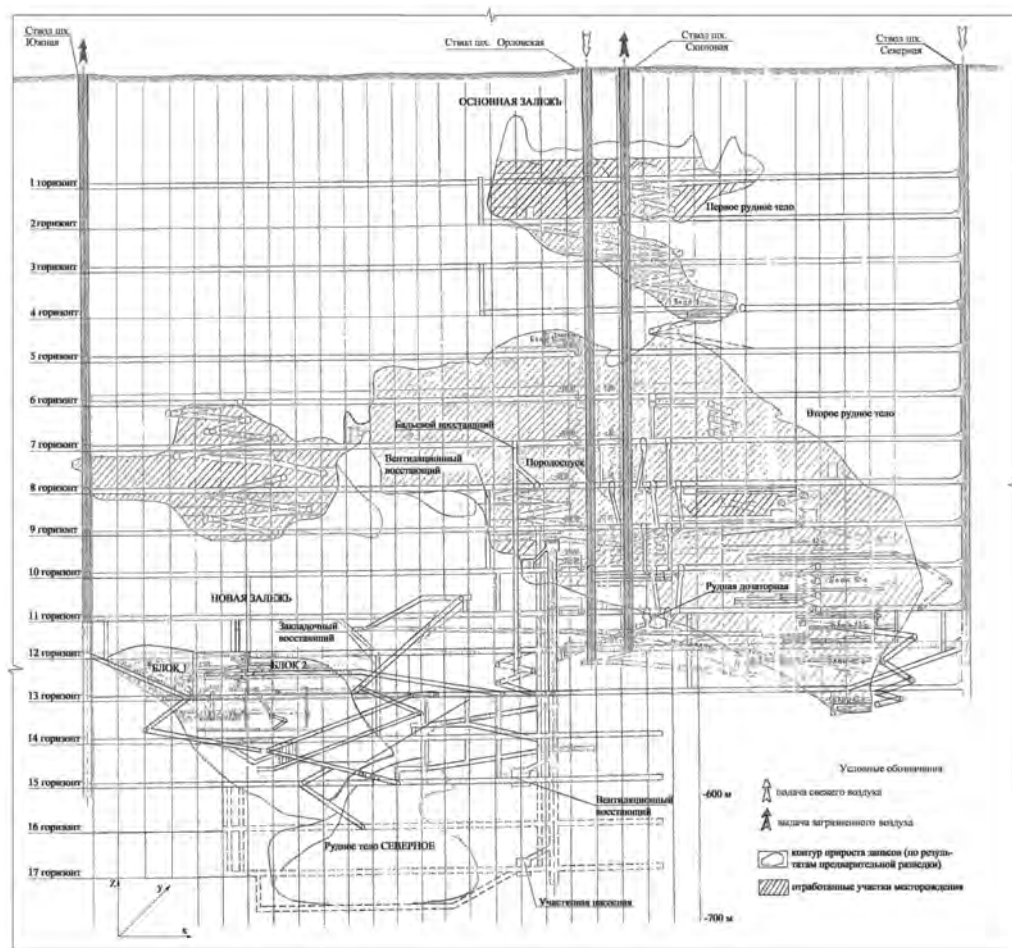 Ствол шх.
Южная
Ствол шх. Орловская
Ствол шх.
Скиповая
Ствол шх.
Северная
ОСНОВНАЯ ЗАЛЕЖЬ
1 горизонт
Первое рудное тело
2 горизонт
3 горизонт
4 горизонт
5 горизонт
6 горизонт
Второе рудное тело
Бадьевой восстающий
7 горизонт
Вентиляционный
восстающий
Породоспуск
8 горизонт
9 горизонт
10 горизонт
Рудная дозаторная
НОВАЯ ЗАЛЕЖЬ
11 горизонт
Закладочный
восстающий
12 горизонт
БЛОК 1
БЛОК 2
13 горизонт
14 горизонт
Условные обозначения
15 горизонт
-600 м
подача свежего воздуха
Вентиляционный
восстающий
16 горизонт
выдача загрязненного воздуха
Рудное тело СЕВЕРНОЕ
контур прироста запасов (по резуль-
татам предварительной разведки)
17 горизонт
отработанные участки месторождения
Участковая насосная
-700 м
Z
y
x